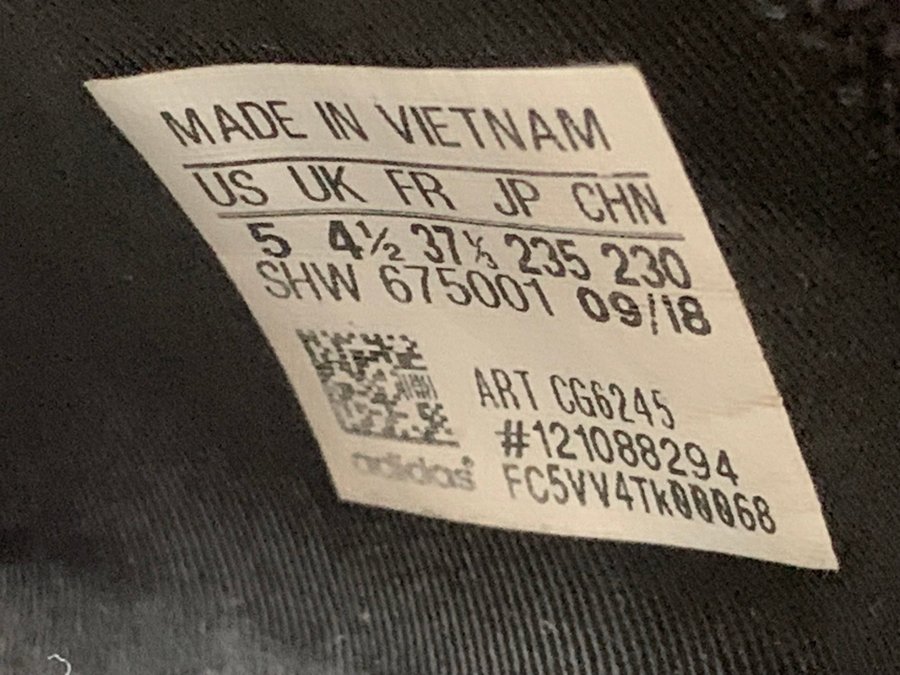 MADE IN VIETNAM
US UK FR JP CHN
5 4½ 37⅓ 235 230
SHW 675001 09/18
ART CG6245
#121088294
FC5VV4Tk00068
adidas